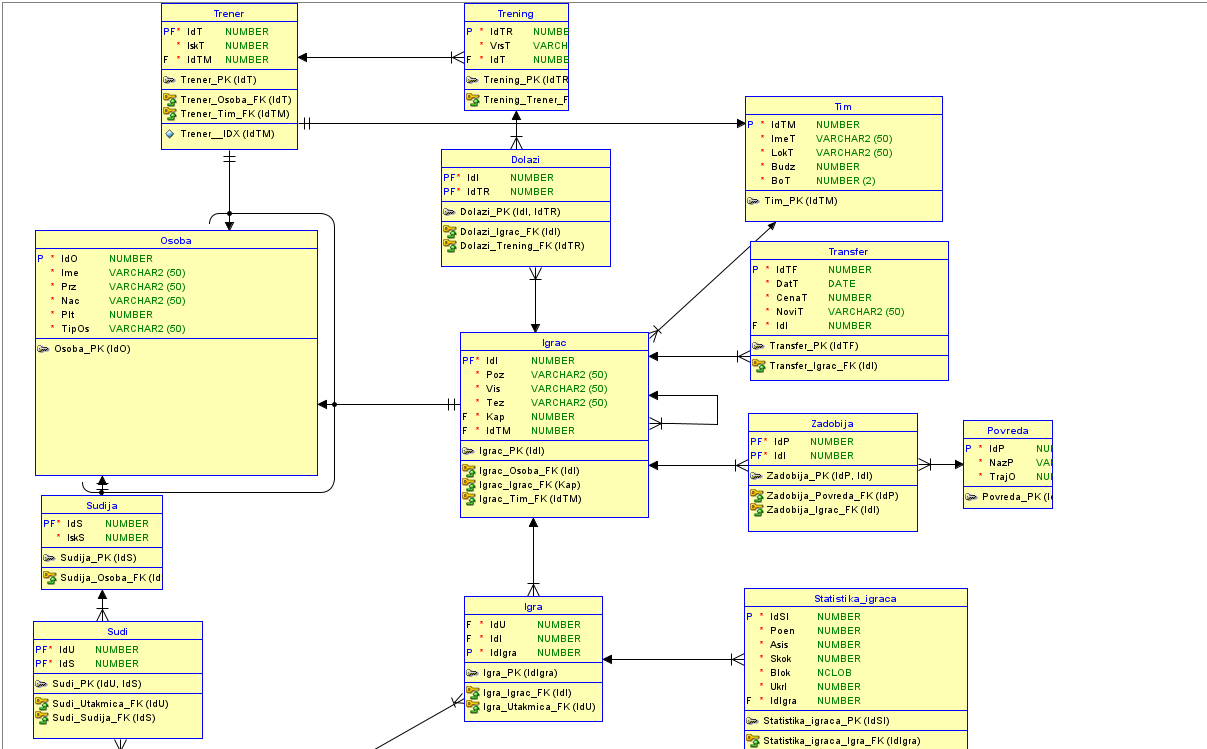 Trener
PF* IdT NUMBER
* IskT NUMBER
F * IdTM NUMBER
Trener_PK (IdT)
Trener_Osoba_FK (IdT)
Trener_Tim_FK (IdTM)
Trener__IDX (IdTM)
Trening
P * IdTR NUMBE
* VrsT VARCH
F * IdT NUMBE
Trening_PK (IdTR
Trening_Trener_F
Dolazi
PF* IdI NUMBER
PF* IdTR NUMBER
Dolazi_PK (IdI, IdTR)
Dolazi_Igrac_FK (IdI)
Dolazi_Trening_FK (IdTR)
Tim
P * IdTM NUMBER
* ImeT VARCHAR2 (50)
* LokT VARCHAR2 (50)
* Budz NUMBER
* BoT NUMBER (2)
Tim_PK (IdTM)
Osoba
P * IdO NUMBER
* Ime VARCHAR2 (50)
* Prz VARCHAR2 (50)
* Nac VARCHAR2 (50)
* Plt NUMBER
* TipOs VARCHAR2 (50)
Osoba_PK (IdO)
Transfer
P * IdTF NUMBER
* DatT DATE
* CenaT NUMBER
* NoviT VARCHAR2 (50)
F * IdI NUMBER
Transfer_PK (IdTF)
Transfer_Igrac_FK (IdI)
Igrac
PF* IdI NUMBER
* Poz VARCHAR2 (50)
* Vis VARCHAR2 (50)
* Tez VARCHAR2 (50)
F * Kap NUMBER
F * IdTM NUMBER
Igrac_PK (IdI)
Igrac_Osoba_FK (IdI)
Igrac_Igrac_FK (Kap)
Igrac_Tim_FK (IdTM)
Zadobija
PF* IdP NUMBER
PF* IdI NUMBER
Zadobija_PK (IdP, IdI)
Zadobija_Povreda_FK (IdP)
Zadobija_Igrac_FK (IdI)
Povreda
P * IdP NU
* NazP VA
* TrajO NU
Povreda_PK (I
Sudija
PF* IdS NUMBER
* IskS NUMBER
Sudija_PK (IdS)
Sudija_Osoba_FK (Id
Sudi
PF* IdU NUMBER
PF* IdS NUMBER
Sudi_PK (IdU, IdS)
Sudi_Utakmica_FK (IdU)
Sudi_Sudija_FK (IdS)
Igra
F * IdU NUMBER
F * IdI NUMBER
P * IdIgra NUMBER
Igra_PK (IdIgra)
Igra_Igrac_FK (IdI)
Igra_Utakmica_FK (IdU)
Statistika_igraca
P * IdSI NUMBER
* Poen NUMBER
* Asis NUMBER
* Skok NUMBER
* Blok NCLOB
* Ukrl NUMBER
F * IdIgra NUMBER
Statistika_igraca_PK (IdSI)
Statistika_igraca_Igra_FK (IdIgra)